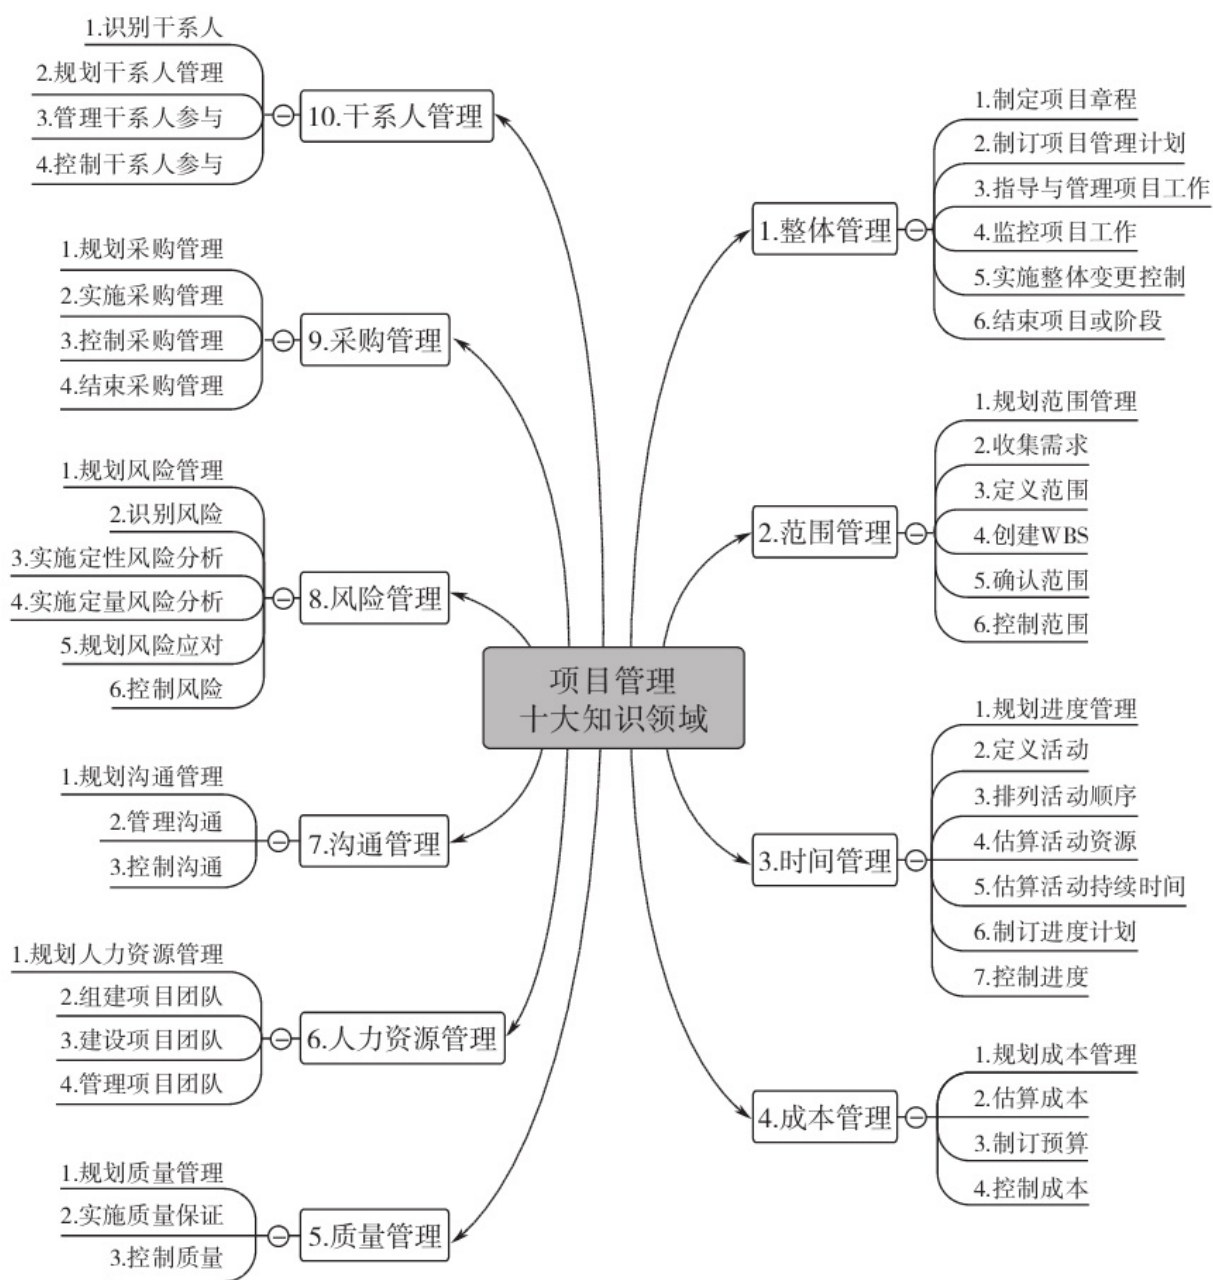 项目管理
十大知识领域
1.整体管理
1.制定项目章程
2.制订项目管理计划
3.指导与管理项目工作
4.监控项目工作
5.实施整体变更控制
6.结束项目或阶段
2.范围管理
1.规划范围管理
2.收集需求
3.定义范围
4.创建WBS
5.确认范围
6.控制范围
3.时间管理
1.规划进度管理
2.定义活动
3.排列活动顺序
4.估算活动资源
5.估算活动持续时间
6.制订进度计划
7.控制进度
4.成本管理
1.规划成本管理
2.估算成本
3.制订预算
4.控制成本
5.质量管理
1.规划质量管理
2.实施质量保证
3.控制质量
6.人力资源管理
1.规划人力资源管理
2.组建项目团队
3.建设项目团队
4.管理项目团队
7.沟通管理
1.规划沟通管理
2.管理沟通
3.控制沟通
8.风险管理
1.规划风险管理
2.识别风险
3.实施定性风险分析
4.实施定量风险分析
5.规划风险应对
6.控制风险
9.采购管理
1.规划采购管理
2.实施采购管理
3.控制采购管理
4.结束采购管理
10.干系人管理
1.识别干系人
2.规划干系人管理
3.管理干系人参与
4.控制干系人参与